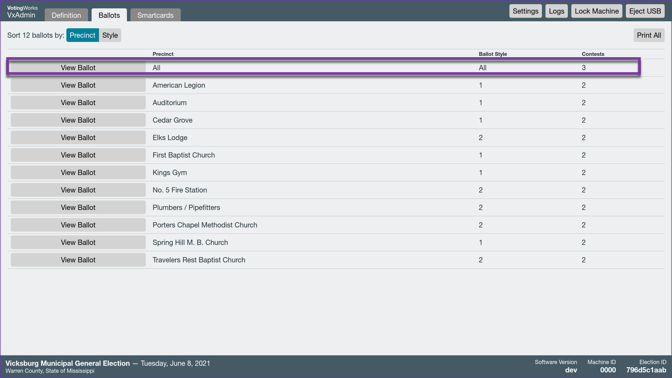 VotingWorks
VxAdmin Definition Ballots Smartcards Settings Logs Lock Machine Eject USB
Sort 12 ballots by: Precinct Style Print All
Precinct Ballot Style Contests
View Ballot All All 3
View Ballot American Legion 1 2
View Ballot Auditorium 1 2
View Ballot Cedar Grove 1 2
View Ballot Elks Lodge 2 2
View Ballot First Baptist Church 1 2
View Ballot Kings Gym 1 2
View Ballot No. 5 Fire Station 2 2
View Ballot Plumbers / Pipefitters 2 2
View Ballot Porters Chapel Methodist Church 2 2
View Ballot Spring Hill M. B. Church 1 2
View Ballot Travelers Rest Baptist Church 2 2
Vicksburg Municipal General Election — Tuesday, June 8, 2021
Warren County, State of Mississippi
Software Version Machine ID Election ID
dev 0000 796d5c1aab